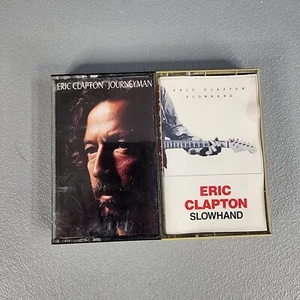 ERIC CLAPTON · JOURNEYMAN
ERIC CLAPTON
SLOWHAND
ERIC
CLAPTON
SLOWHAND